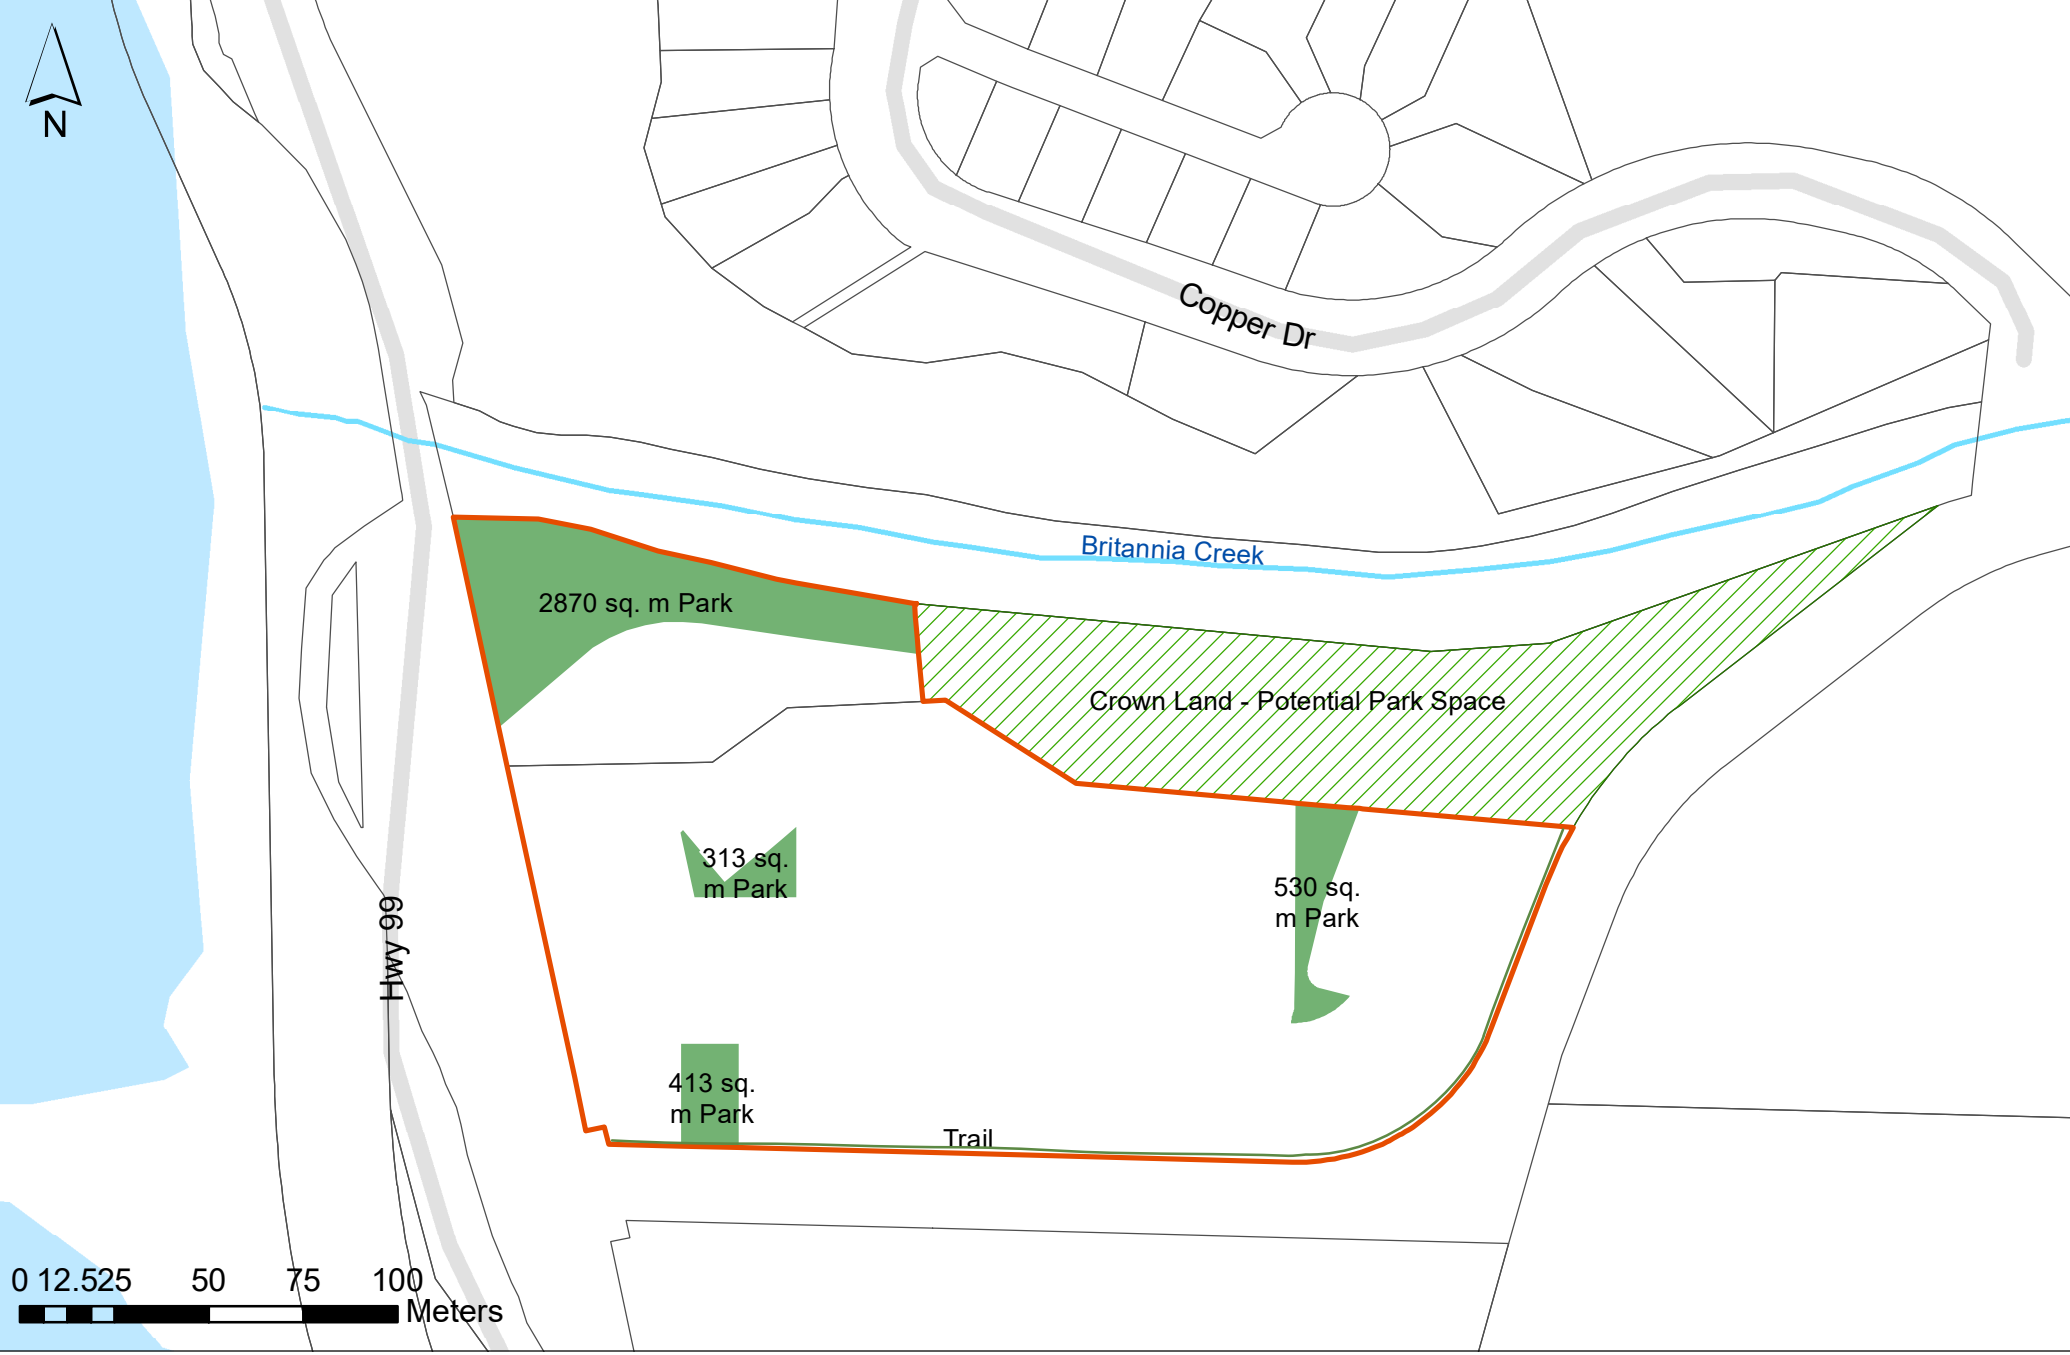 N
Copper Dr
Britannia Creek
2870 sq. m Park
Crown Land - Potential Park Space
313 sq.
m Park
530 sq.
m Park
Hwy 99
413 sq.
m Park
Trail
0 12.525 50 75 100
Meters